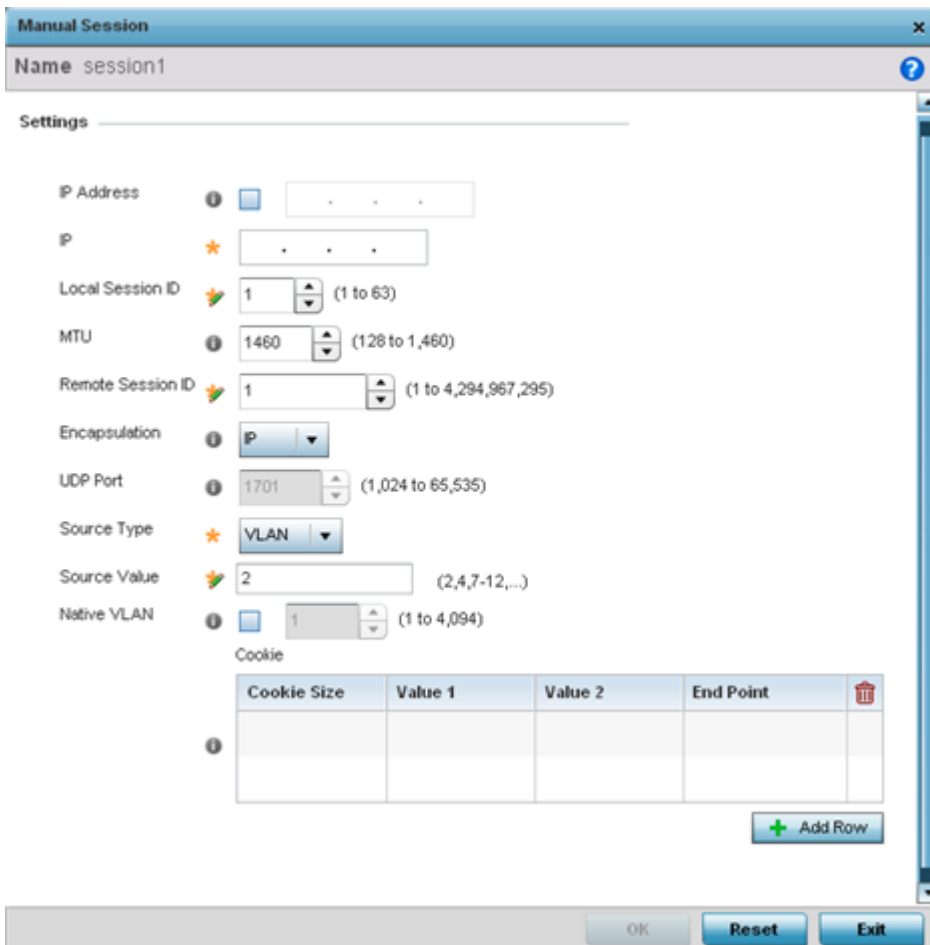 Manual Session
Name session1
Settings
IP Address . . .
IP . . .
Local Session ID 1 (1 to 63)
MTU 1460 (128 to 1,460)
Remote Session ID 1 (1 to 4,294,967,295)
Encapsulation IP
UDP Port 1701 (1,024 to 65,535)
Source Type VLAN
Source Value 2 (2,4,7-12,...)
Native VLAN 1 (1 to 4,094)
Cookie
Cookie Size Value 1 Value 2 End Point
Add Row
OK Reset Exit